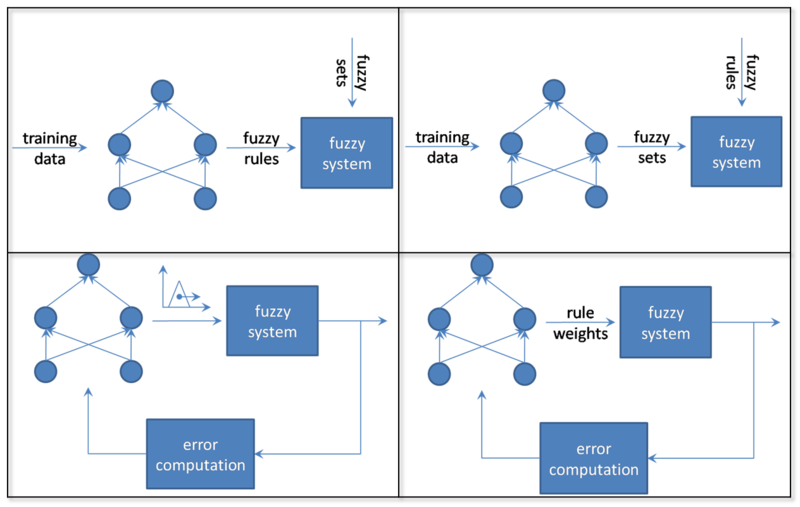 fuzzy
sets
training
data
fuzzy
rules
fuzzy
system
fuzzy
rules
training
data
fuzzy
sets
fuzzy
system
fuzzy
system
error
computation
rule
weights
fuzzy
system
error
computation